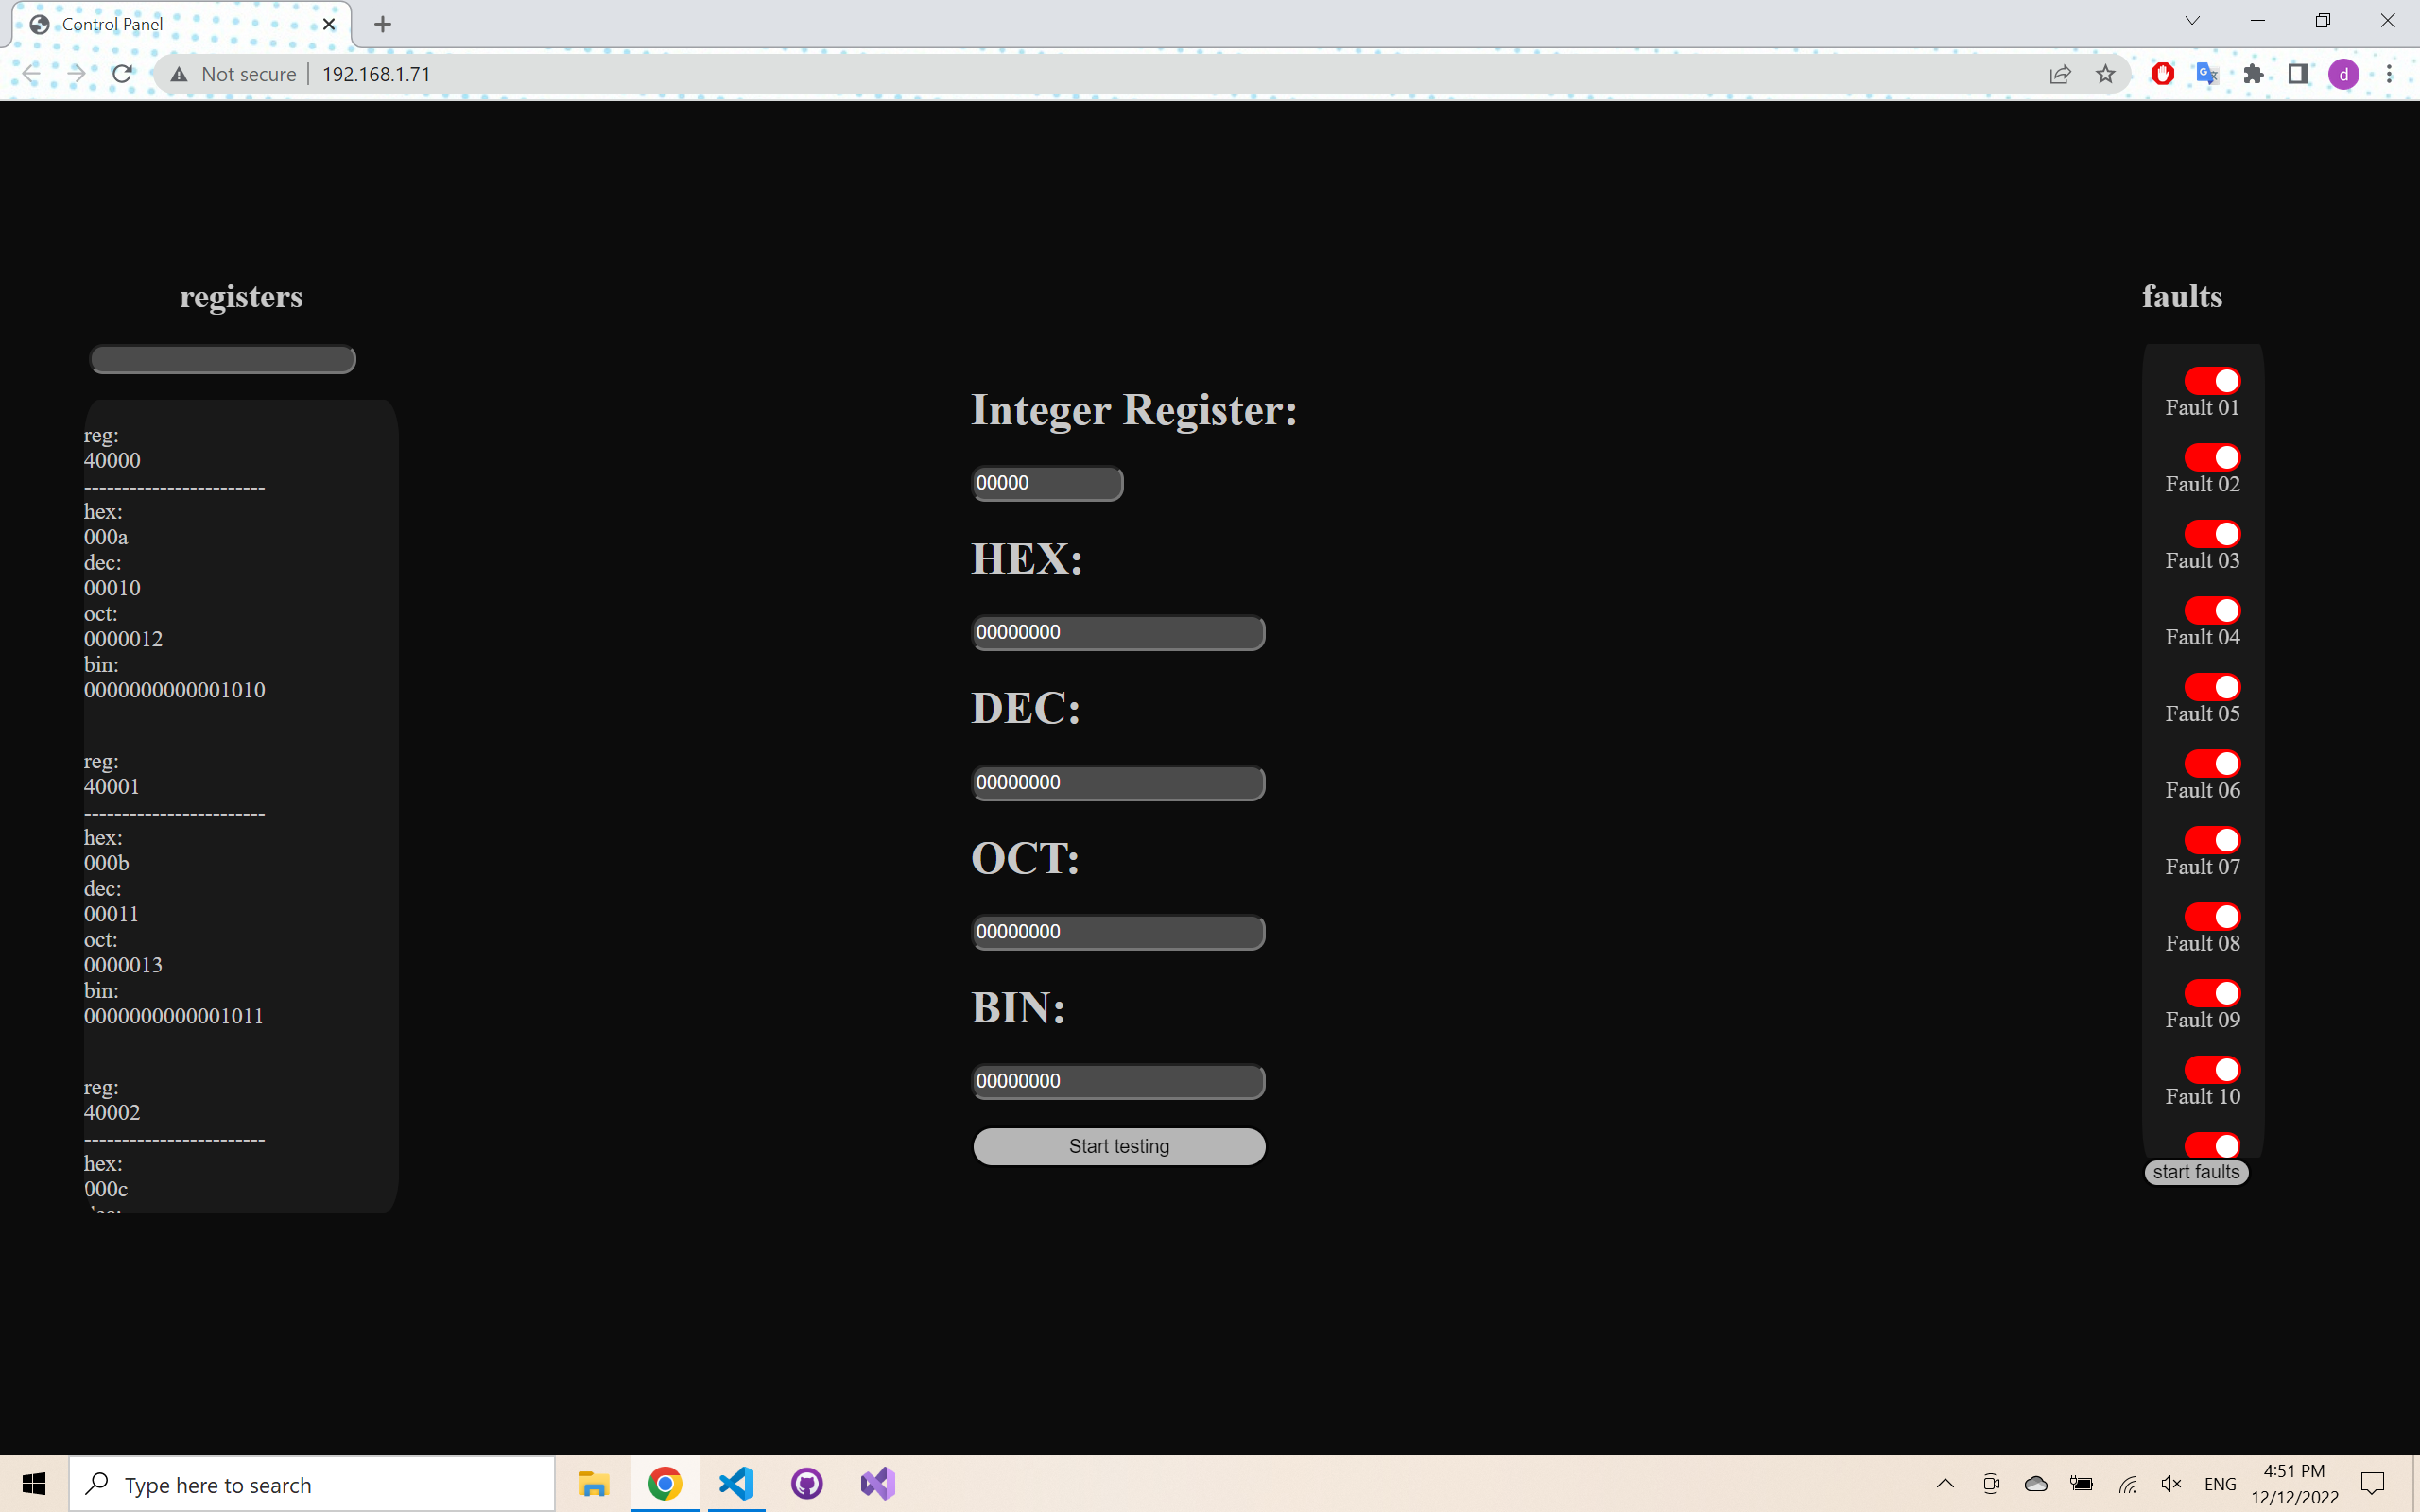 Control Panel
Not secure
192.168.1.71
d
registers
reg:
40000
------------------------
hex:
000a
dec:
00010
oct:
0000012
bin:
0000000000001010
reg:
40001
------------------------
hex:
000b
dec:
00011
oct:
0000013
bin:
0000000000001011
reg:
40002
------------------------
hex:
000c
Integer Register:
00000
HEX:
00000000
DEC:
00000000
OCT:
00000000
BIN:
00000000
Start testing
faults
Fault 01
Fault 02
Fault 03
Fault 04
Fault 05
Fault 06
Fault 07
Fault 08
Fault 09
Fault 10
start faults
Type here to search
ENG
4:51 PM
12/12/2022